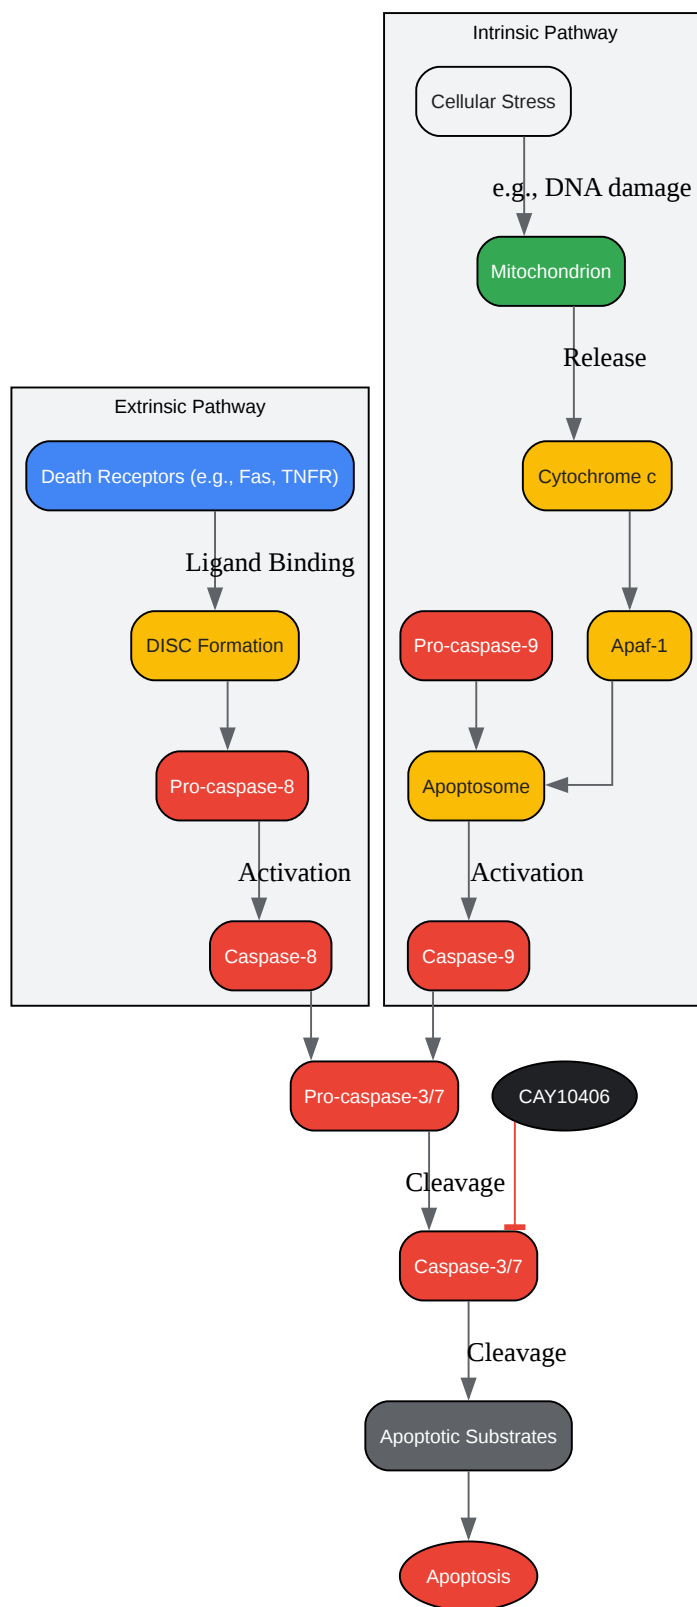 Intrinsic Pathway
Cellular Stress
e.g., DNA damage
Mitochondrion
Release
Cytochrome c
Extrinsic Pathway
Death Receptors (e.g., Fas, TNFR)
Ligand Binding
DISC Formation
Pro-caspase-9
Apaf-1
Pro-caspase-8
Apoptosome
Activation
Activation
Caspase-8
Caspase-9
Pro-caspase-3/7
CAY10406
Cleavage
Caspase-3/7
Cleavage
Apoptotic Substrates
Apoptosis